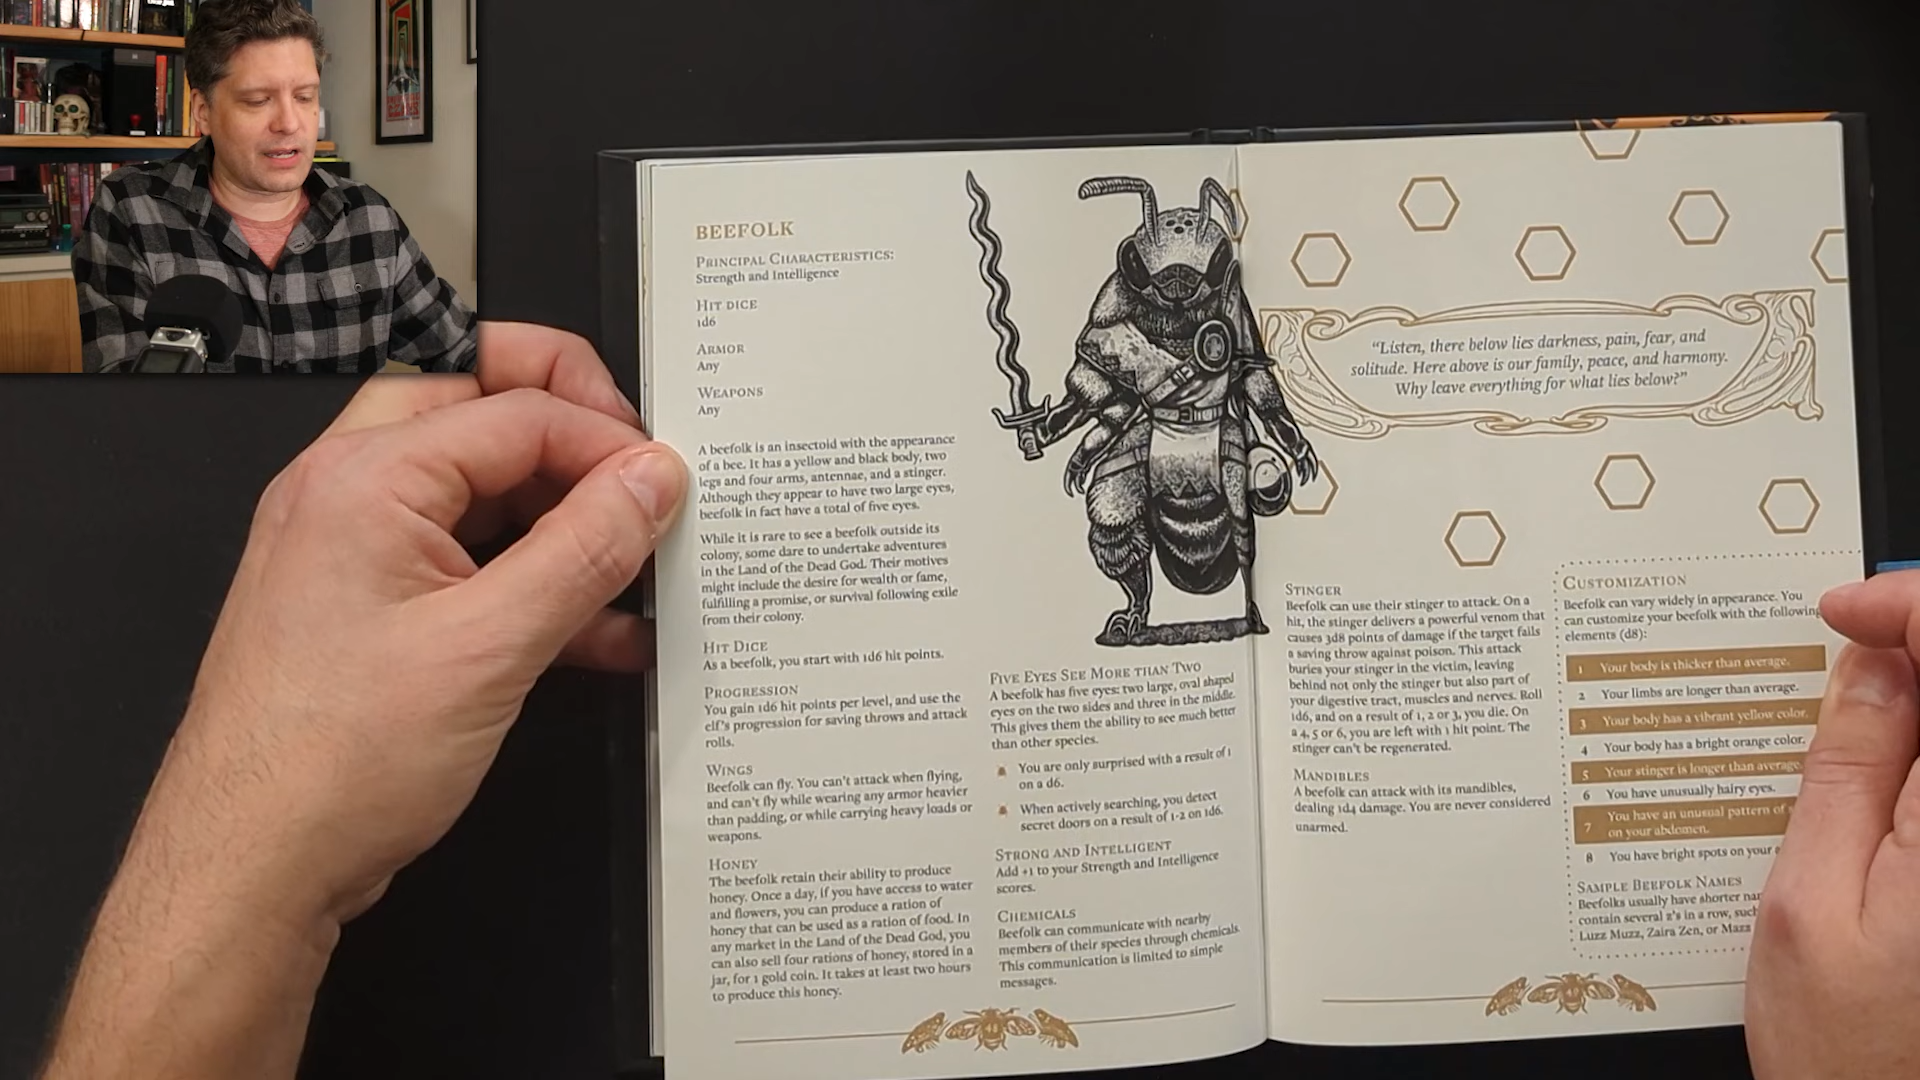 BEEFOLK
PRINCIPAL CHARACTERISTICS:
Strength and Intelligence
HIT DICE
1d6
ARMOR
Any
WEAPONS
Any
A beefolk is an insectoid with the appearance
of a bee. It has a yellow and black body, two
legs and four arms, antennae, and a stinger.
Although they appear to have two large eyes,
beefolk in fact have a total of five eyes.
While it is rare to see a beefolk outside its
colony, some dare to undertake adventures
in the Land of the Dead God. Their motives
might include the desire for wealth or fame,
fulfilling a promise, or survival following exile
from their colony.
HIT DICE
As a beefolk, you start with 1d6 hit points.
PROGRESSION
You gain 1d6 hit points per level, and use the
elf's progression for saving throws and attack
rolls.
WINGS
Beefolk can fly. You can't attack when flying,
and can't fly while wearing any armor heavier
than padding, or while carrying heavy loads or
weapons.
HONEY
The beefolk retain their ability to produce
honey. Once a day, if you have access to water
and flowers, you can produce a ration of
honey that can be used as a ration of food. In
any market in the Land of the Dead God, you
can also sell four rations of honey, stored in a
jar, for 1 gold coin. It takes at least two hours
to produce this honey.
FIVE EYES SEE MORE THAN TWO
A beefolk has five eyes: two large, oval shaped
eyes on the two sides and three in the middle.
This gives them the ability to see much better
than other species.
You are only surprised with a result of 1
on a d6.
When actively searching, you detect
secret doors on a result of 1-2 on 1d6.
STRONG AND INTELLIGENT
Add +1 to your Strength and Intelligence
scores.
CHEMICALS
Beefolk can communicate with nearby
members of their species through chemicals.
This communication is limited to simple
messages.
48
"Listen, there below lies darkness, pain, fear, and
solitude. Here above is our family, peace, and harmony.
Why leave everything for what lies below?"
STINGER
Beefolk can use their stinger to attack. On a
hit, the stinger delivers a powerful venom that
causes 3d8 points of damage if the target fails
a saving throw against poison. This attack
buries your stinger in the victim, leaving
behind not only the stinger but also part of
your digestive tract, muscles and nerves. Roll
1d6, and on a result of 1, 2 or 3, you die. On
a 4, 5 or 6, you are left with 1 hit point. The
stinger can't be regenerated.
MANDIBLES
A beefolk can attack with its mandibles,
dealing 1d4 damage. You are never considered
unarmed.
CUSTOMIZATION
Beefolk can vary widely in appearance. You
can customize your beefolk with the following
elements (d8):
1 Your body is thicker than average.
2 Your limbs are longer than average.
3 Your body has a vibrant yellow color.
4 Your body has a bright orange color.
5 Your stinger is longer than average.
6 You have unusually hairy eyes.
7 You have an unusual pattern of
on your abdomen.
8 You have bright spots on your
SAMPLE BEEFOLK NAMES
Beefolks usually have shorter
contain several z's in a row,
Luzz Muzz, Zaira Zen, or Maza